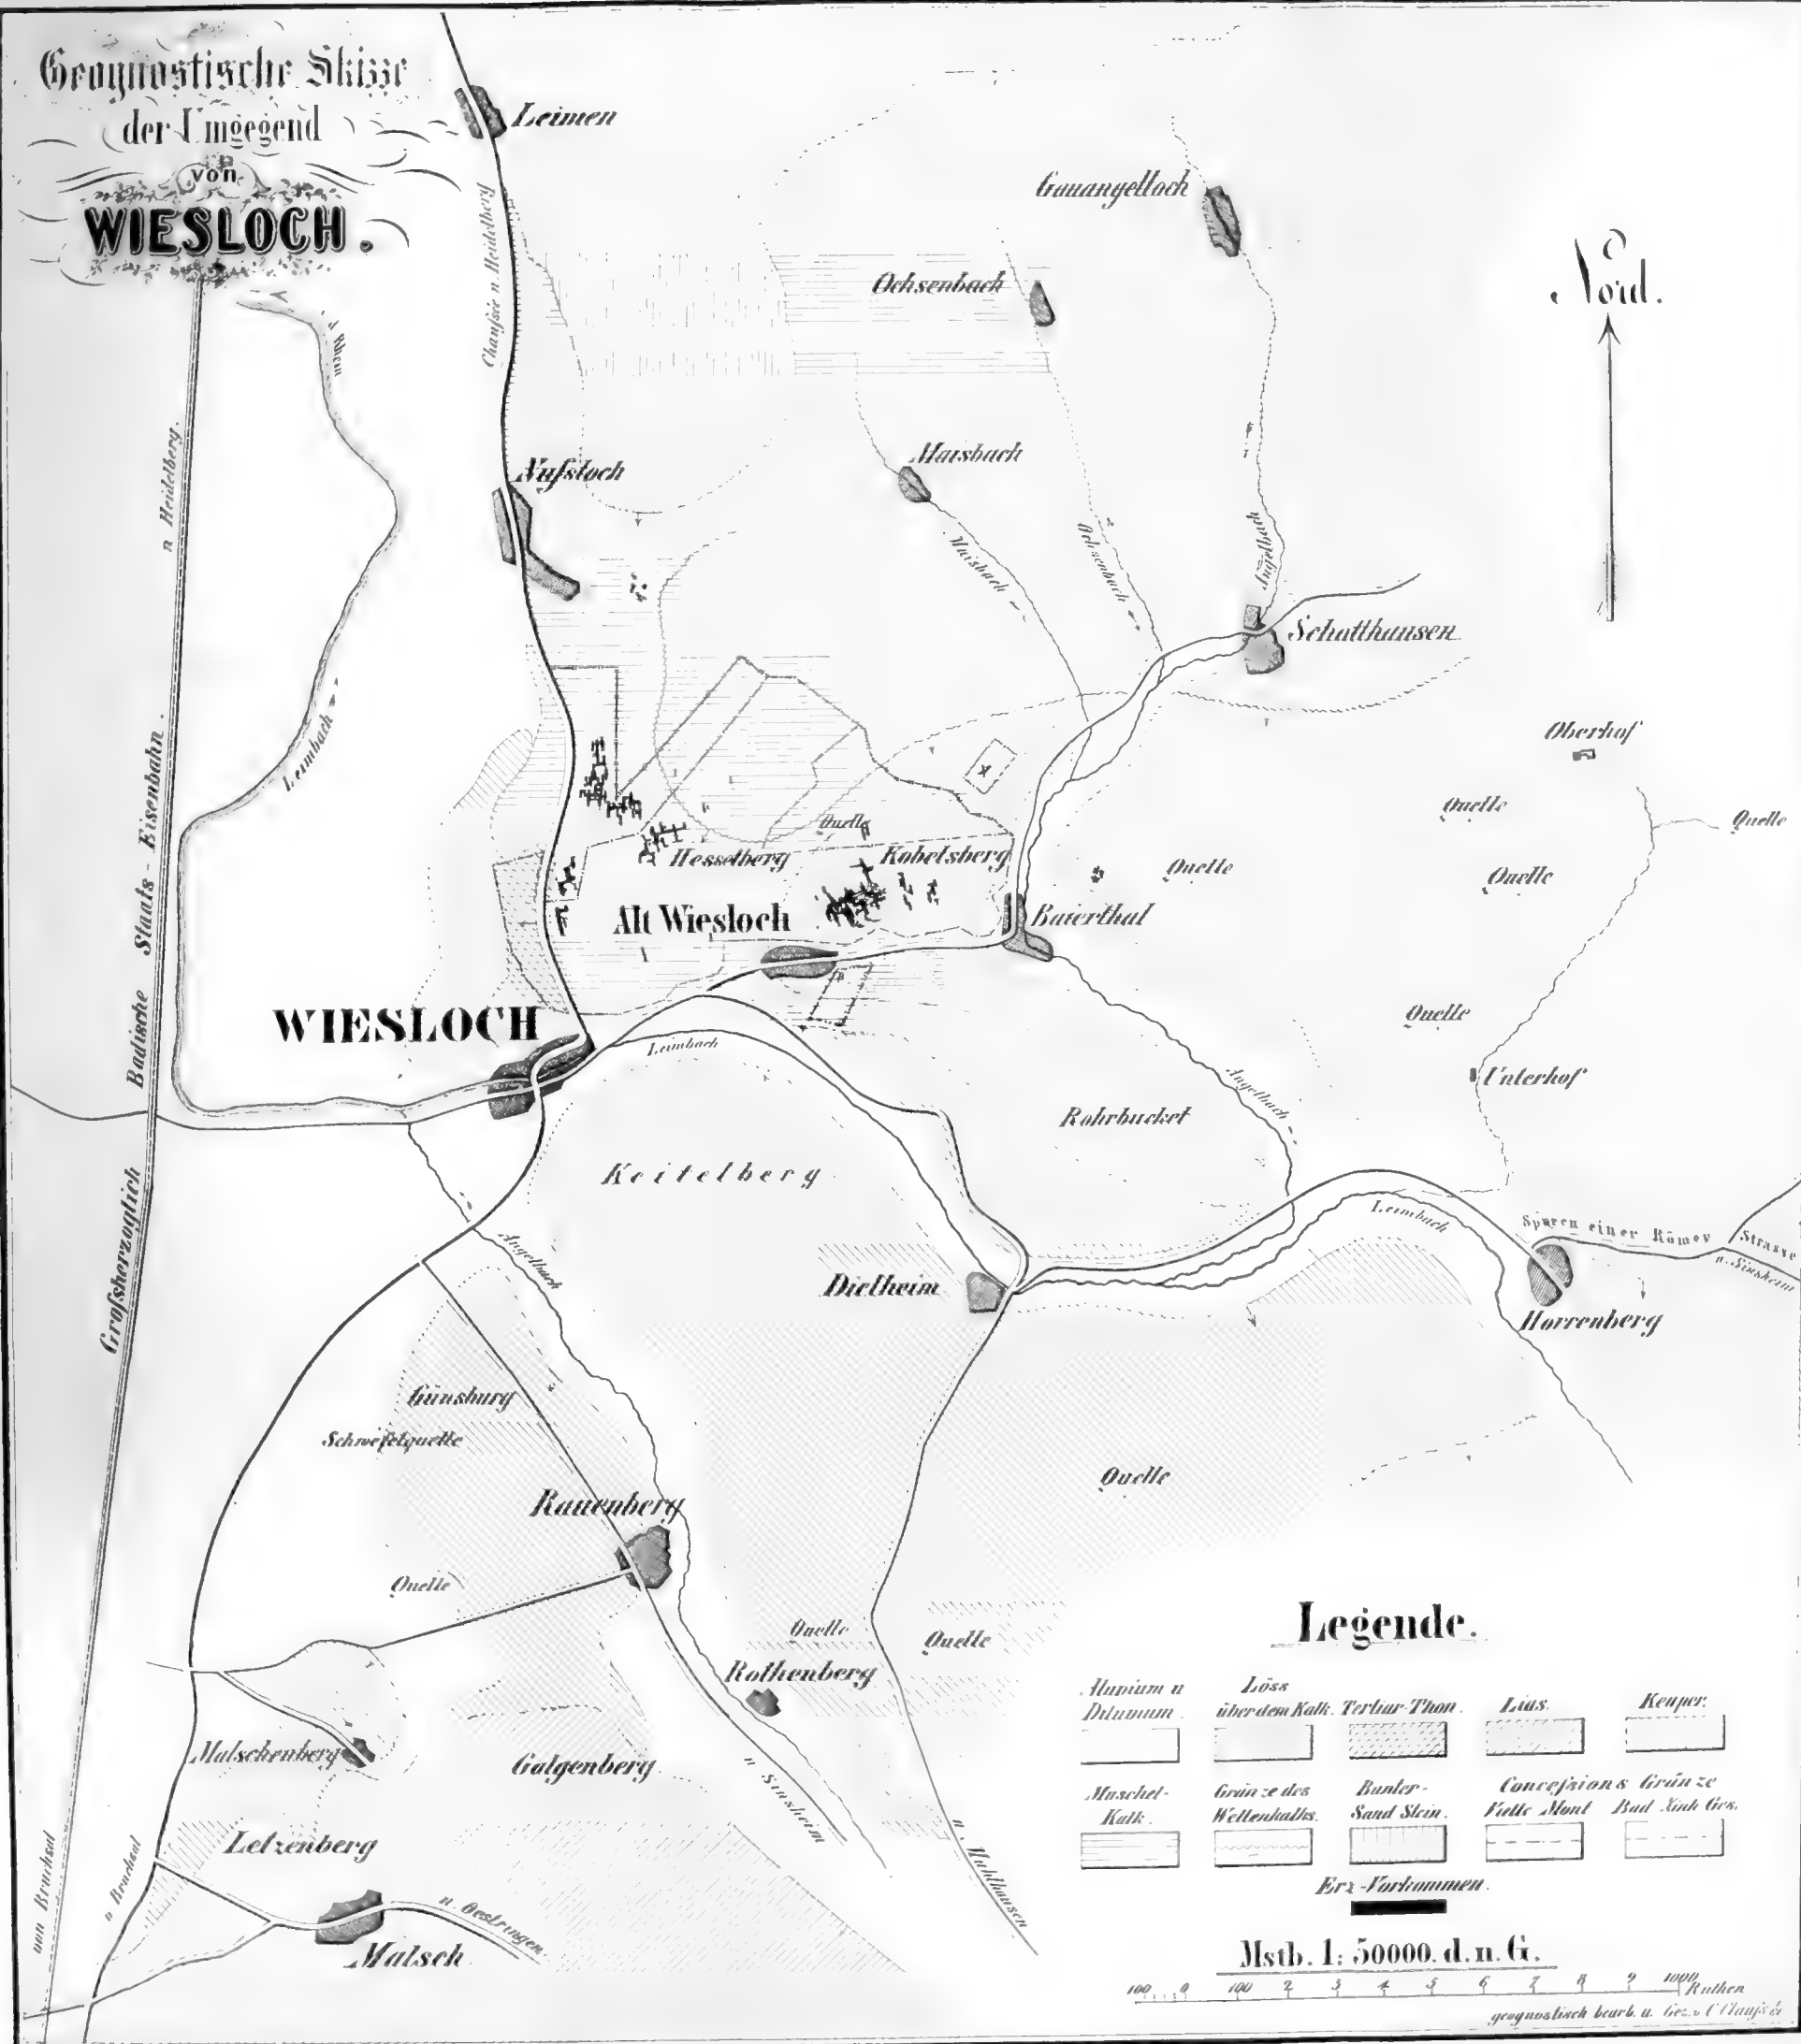 Geognostische Skizze
der Umgegend
von
WIESLOCH.
Leimen
Chaussée n. Heidelberg
Gauangelloch
Nord.
Ochsenbach
d. Rhein
n Heidelberg.
Nußloch
Maisbach
Maisbach
Ochsenbach
Angelbach
Schatthausen
Leimbach
Oberhof
Quelle
Quelle
Quelle
Hesselberg
Kobelsberg
Quelle
Quelle
Alt Wiesloch
Baierthal
Quelle
WIESLOCH
Leimbach
Unterhof
Angelbach
Rohrbuckel
Keitelberg
Leimbach
Spuren einer Römer Strasse
n. Sinsheim
Angelbach
Dielheim
Horrenberg
Großherzoglich Badische Staats-Eisenbahn.
Günsburg
Schwefelquelle
Quelle
Rauenberg
Quelle
Quelle
Quelle
Rothenberg
Malschenberg
Galgenberg
n Sinsheim
Letzenberg
von Bruchsal
n Bruchsal
n. Mühlhausen
n Oestringen
Malsch
Legende.
Aluvium u Diluvium.
Löss über dem Kalk.
Tertiar-Thon.
Lias.
Keuper.
Muschel-Kalk.
Gränze des Wellenkalks.
Bunter-Sand Stein.
Conceßions Gränze
Vielle Mont
Bad Zink Ges.
Erz-Vorkommen.
Mstb. 1:50000. d. n. G.
100 0 100 2 3 4 5 6 7 8 9 1000 Ruthen
geognostisch bearb. u. Gez. v C Clauß